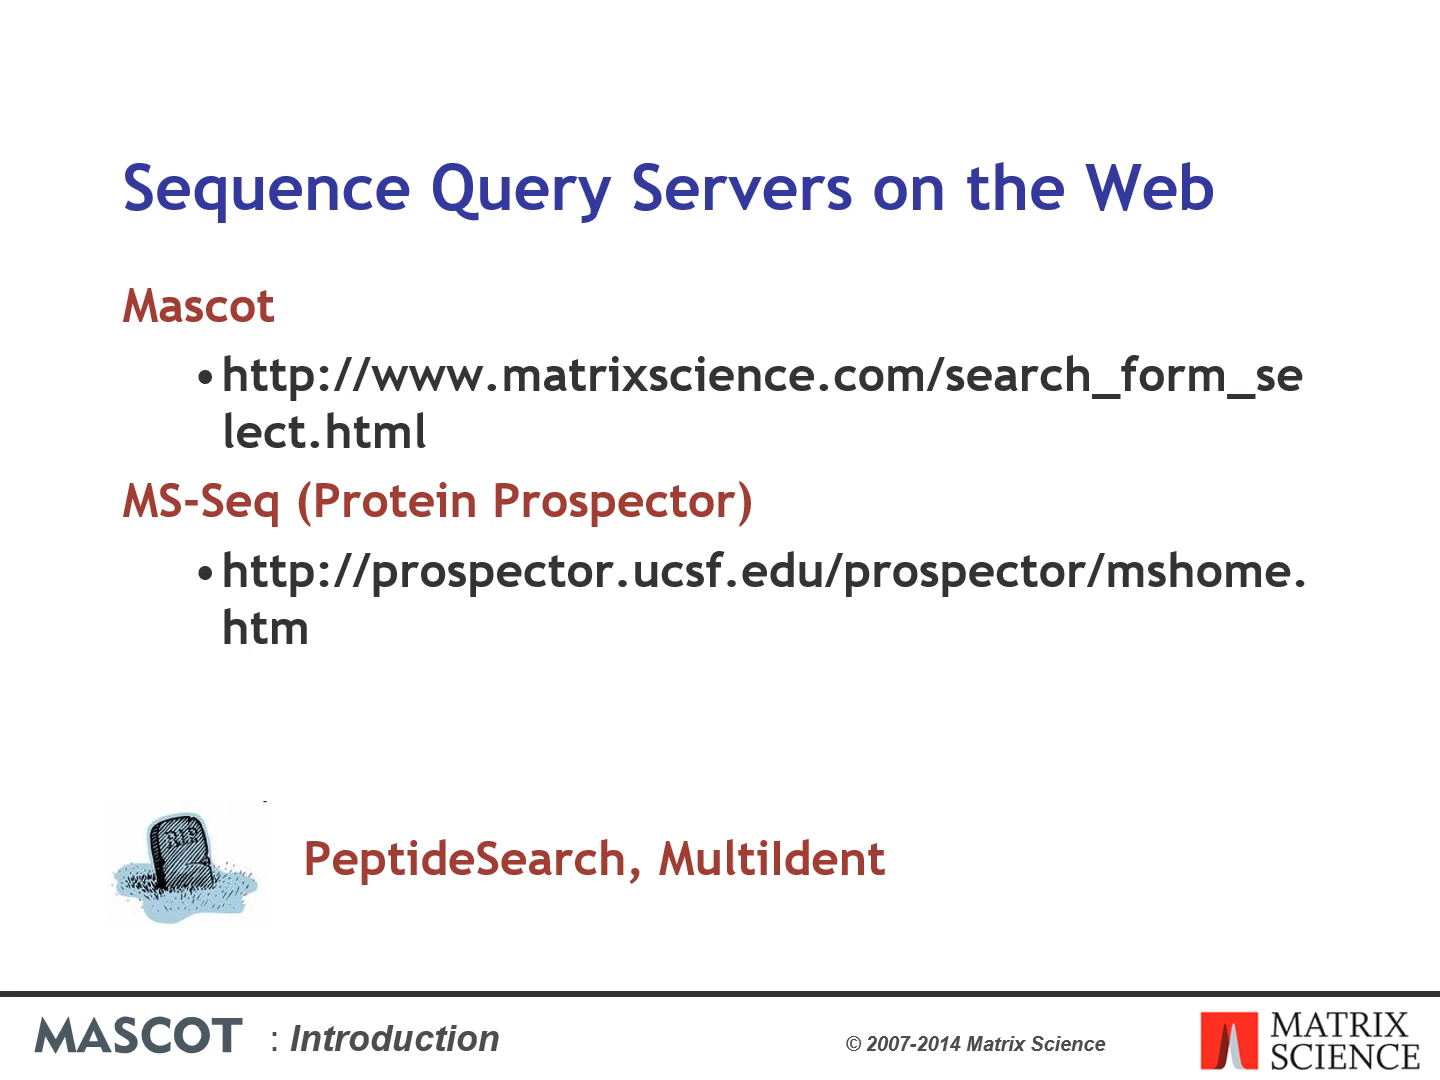 Sequence Query Servers on the Web
Mascot
•http://www.matrixscience.com/search_form_se
lect.html
MS-Seq (Protein Prospector)
•http://prospector.ucsf.edu/prospector/mshome.
htm
RIP
PeptideSearch, MultiIdent
MASCOT : Introduction
© 2007-2014 Matrix Science
MATRIX
SCIENCE